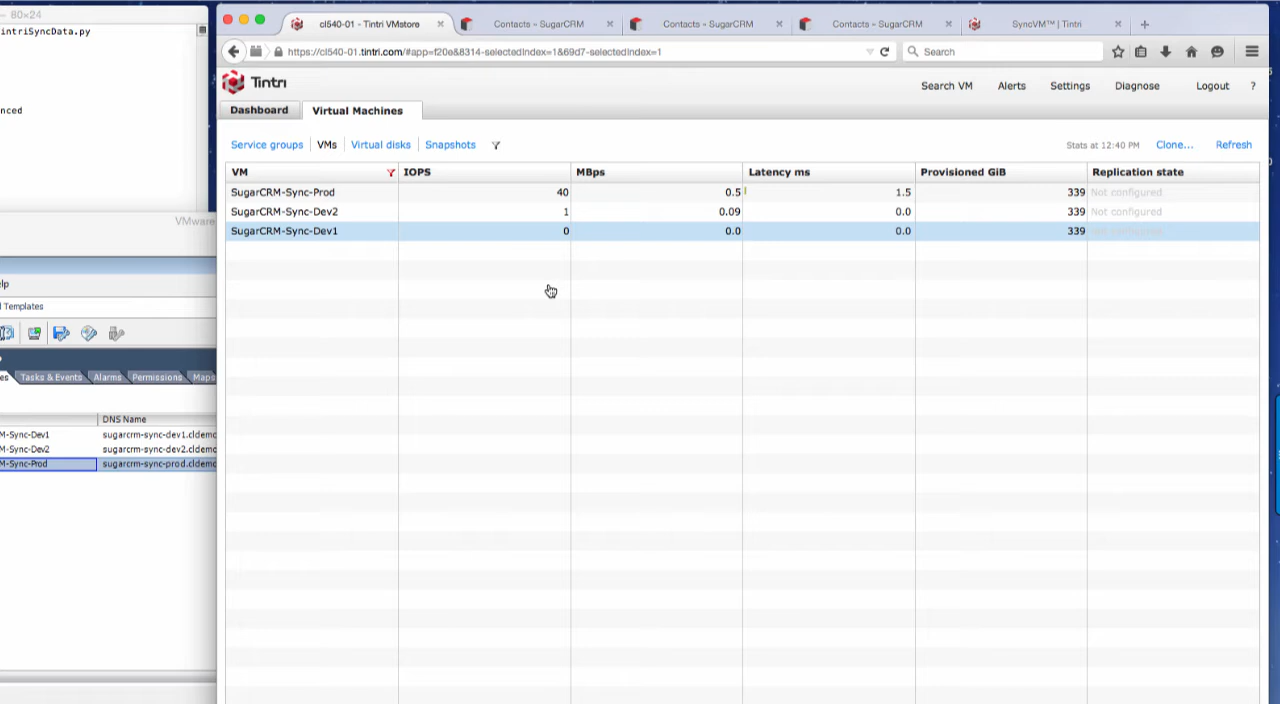 80x24
intriSyncData.py
nced
VMware
elp
Templates
es Tasks & Events Alarms Permissions Maps
DNS Name
M-Sync-Dev1 sugarcrm-sync-dev1.cldemo
M-Sync-Dev2 sugarcrm-sync-dev2.cldemo
M-Sync-Prod sugarcrm-sync-prod.cldemo
cl540-01 - Tintri VMstore
Contacts » SugarCRM
Contacts » SugarCRM
Contacts » SugarCRM
SyncVM™ | Tintri
https://cl540-01.tintri.com/#app=f20e&8314-selectedIndex=1&69d7-selectedIndex=1
Search
Tintri
Search VM Alerts Settings Diagnose Logout ?
Dashboard Virtual Machines
Service groups VMs Virtual disks Snapshots
Stats at 12:40 PM Clone... Refresh
VM IOPS MBps Latency ms Provisioned GiB Replication state
SugarCRM-Sync-Prod 40 0.5 1.5 339 Not configured
SugarCRM-Sync-Dev2 1 0.09 0.0 339 Not configured
SugarCRM-Sync-Dev1 0 0.0 0.0 339 Not configured